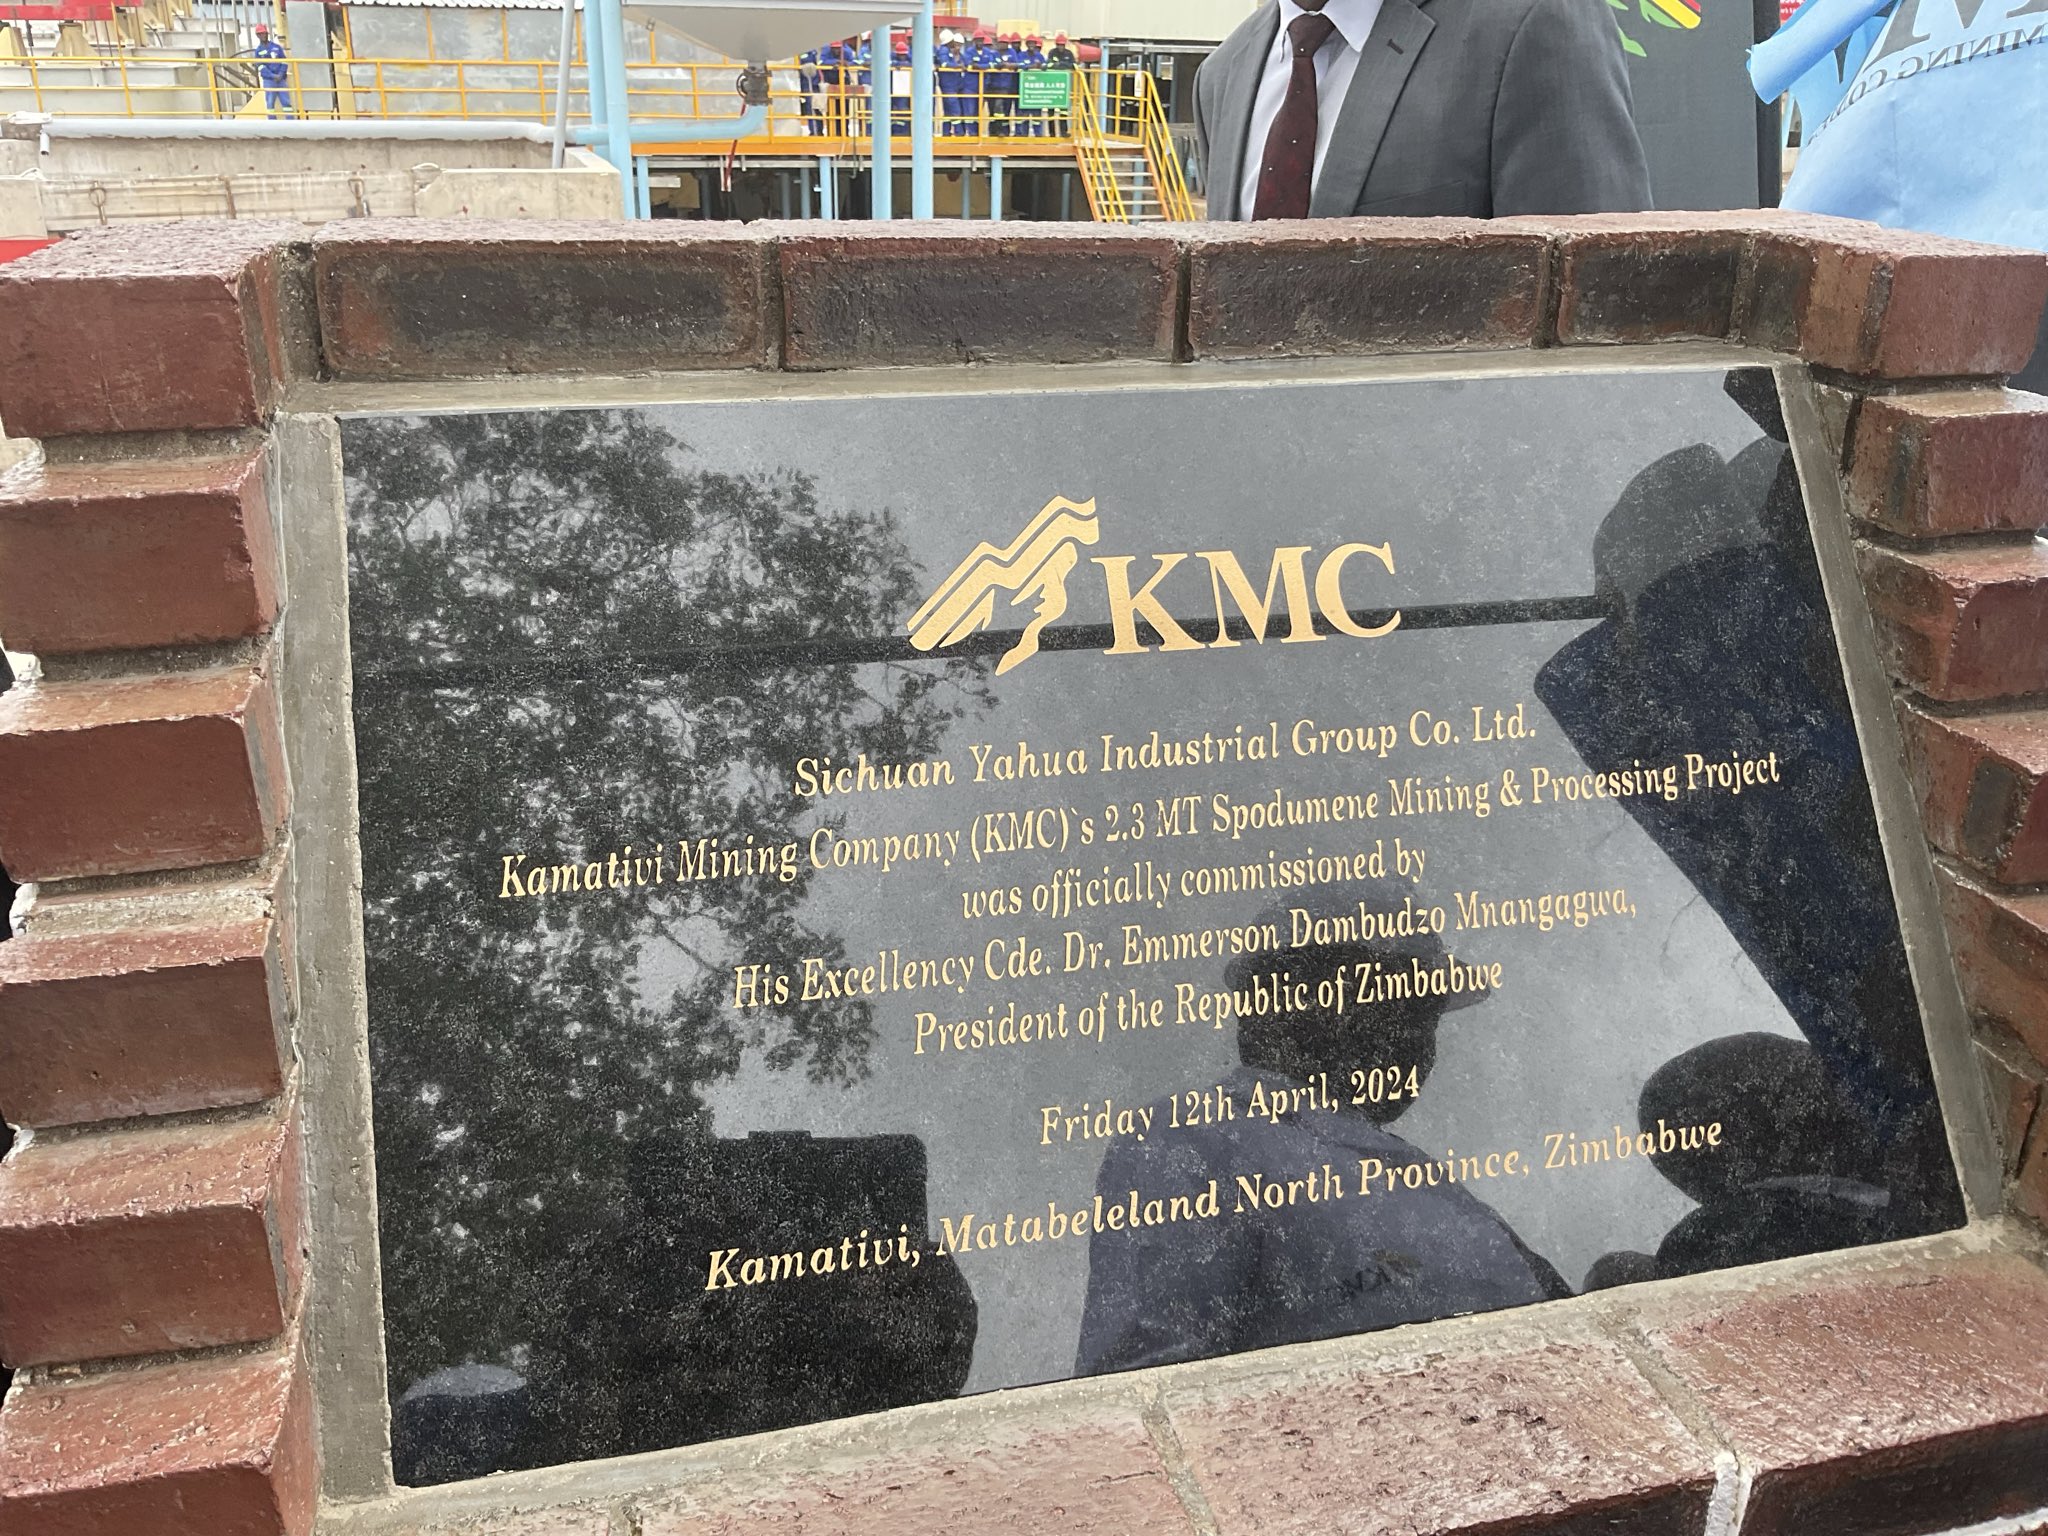 KMC
Sichuan Yahua Industrial Group Co. Ltd.
Kamativi Mining Company (KMC)`s 2.3 MT Spodumene Mining & Processing Project
was officially commissioned by
His Excellency Cde. Dr. Emmerson Dambudzo Mnangagwa,
President of the Republic of Zimbabwe
Friday 12th April, 2024
Kamativi, Matabeleland North Province, Zimbabwe